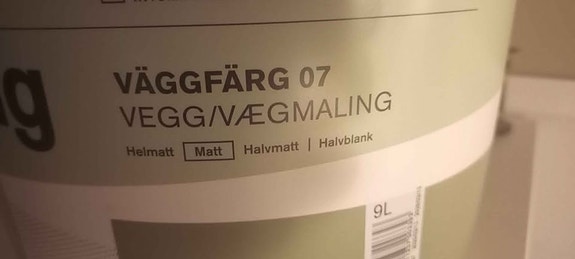 VÄGGFÄRG 07
VEGG/VÆGMALING
Helmatt Matt Halvmatt | Halvblank
9L